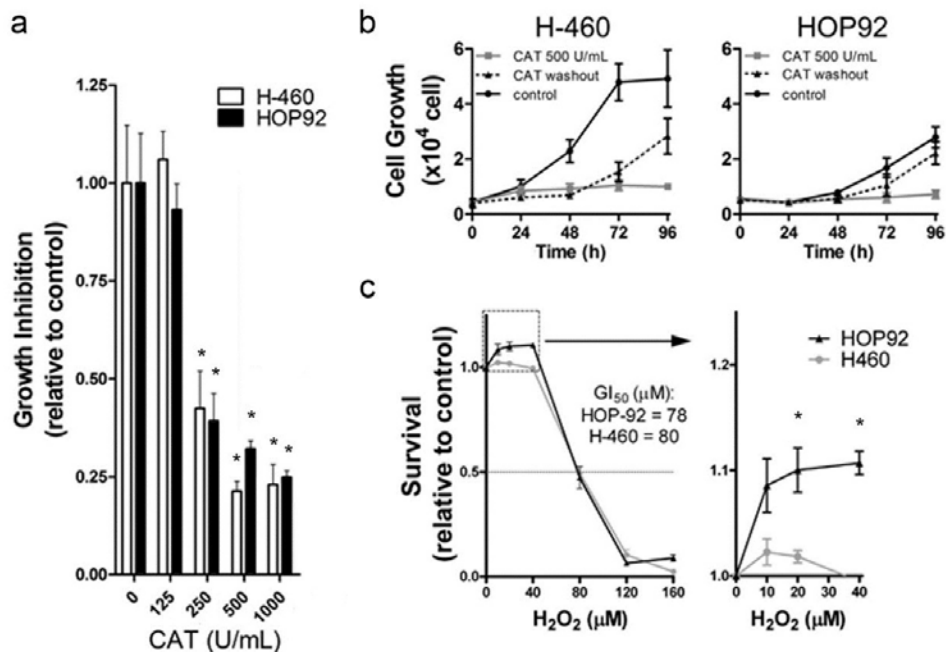 a
Growth Inhibition
(relative to control)
1.25
1.00
0.75
0.50
0.25
0.00
H-460
HOP92
*
*
*
*
*
*
0
125
250
500
1000
CAT (U/mL)
b
H-460
Cell Growth
(x10⁴ cell)
6
4
2
0
CAT 500 U/mL
CAT washout
control
0 24 48 72 96
Time (h)
HOP92
6
4
2
0
CAT 500 U/mL
CAT washout
control
0 24 48 72 96
Time (h)
c
Survival
(relative to control)
1.0
0.5
0.0
GI₅₀ (μM):
HOP-92 = 78
H-460 = 80
0 40 80 120 160
H₂O₂ (μM)
HOP92
H460
1.2
1.1
1.0
* *
0 10 20 30 40
H₂O₂ (μM)